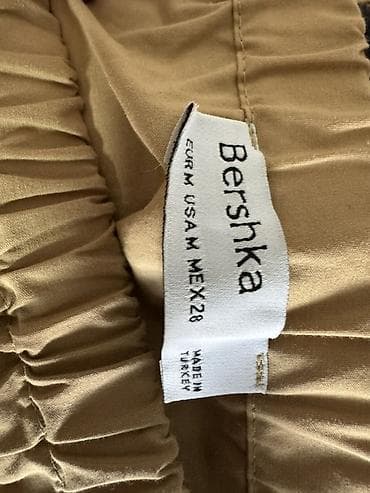 Bershka
EUR M USA M MEX 28
MADE IN
TURKEY